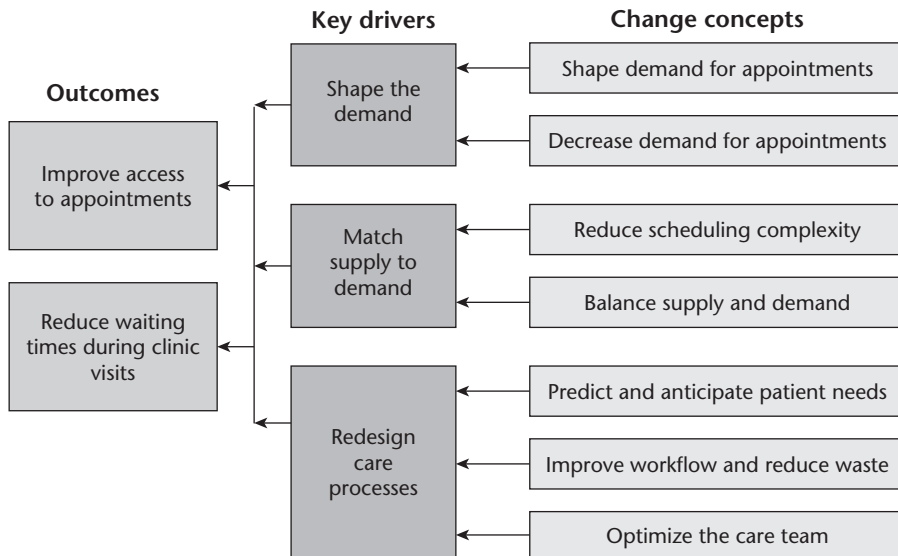 Outcomes
Improve access
to appointments
Reduce waiting
times during clinic
visits
Key drivers
Shape the
demand
Match
supply to
demand
Redesign
care
processes
Change concepts
Shape demand for appointments
Decrease demand for appointments
Reduce scheduling complexity
Balance supply and demand
Predict and anticipate patient needs
Improve workflow and reduce waste
Optimize the care team